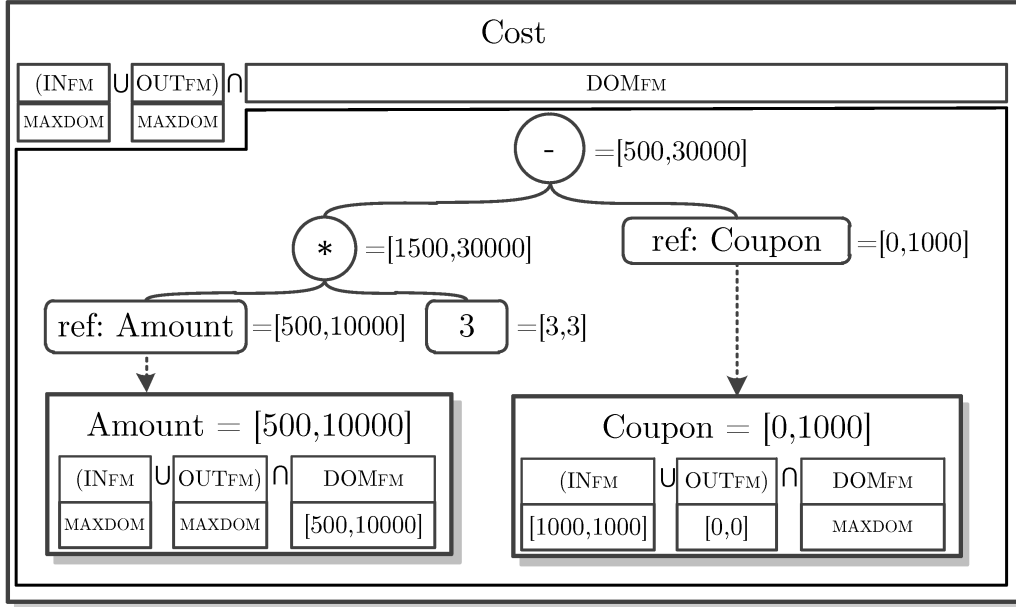 Cost
(INFM ∪ OUTFM) ∩ DOMFM
MAXDOM MAXDOM
- =[500,30000]
* =[1500,30000]
ref: Coupon =[0,1000]
ref: Amount =[500,10000] 3 =[3,3]
Amount = [500,10000]
(INFM ∪ OUTFM) ∩ DOMFM
MAXDOM MAXDOM [500,10000]
Coupon = [0,1000]
(INFM ∪ OUTFM) ∩ DOMFM
[1000,1000] [0,0] MAXDOM